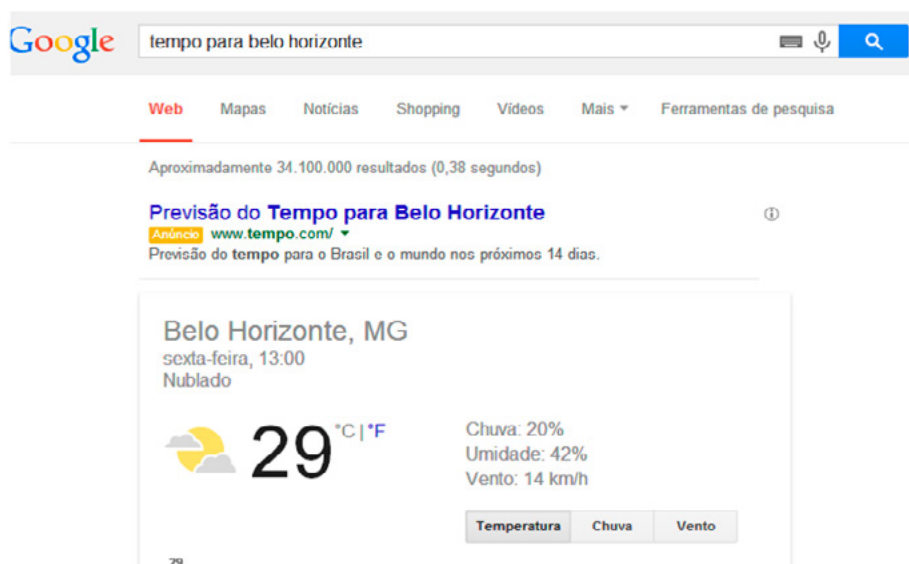 Google tempo para belo horizonte
Web Mapas Notícias Shopping Vídeos Mais Ferramentas de pesquisa
Aproximadamente 34.100.000 resultados (0,38 segundos)
Previsão do Tempo para Belo Horizonte
Anúncio www.tempo.com/
Previsão do tempo para o Brasil e o mundo nos próximos 14 dias.
Belo Horizonte, MG
sexta-feira, 13:00
Nublado
29 °C | °F
Chuva: 20%
Umidade: 42%
Vento: 14 km/h
Temperatura Chuva Vento
29